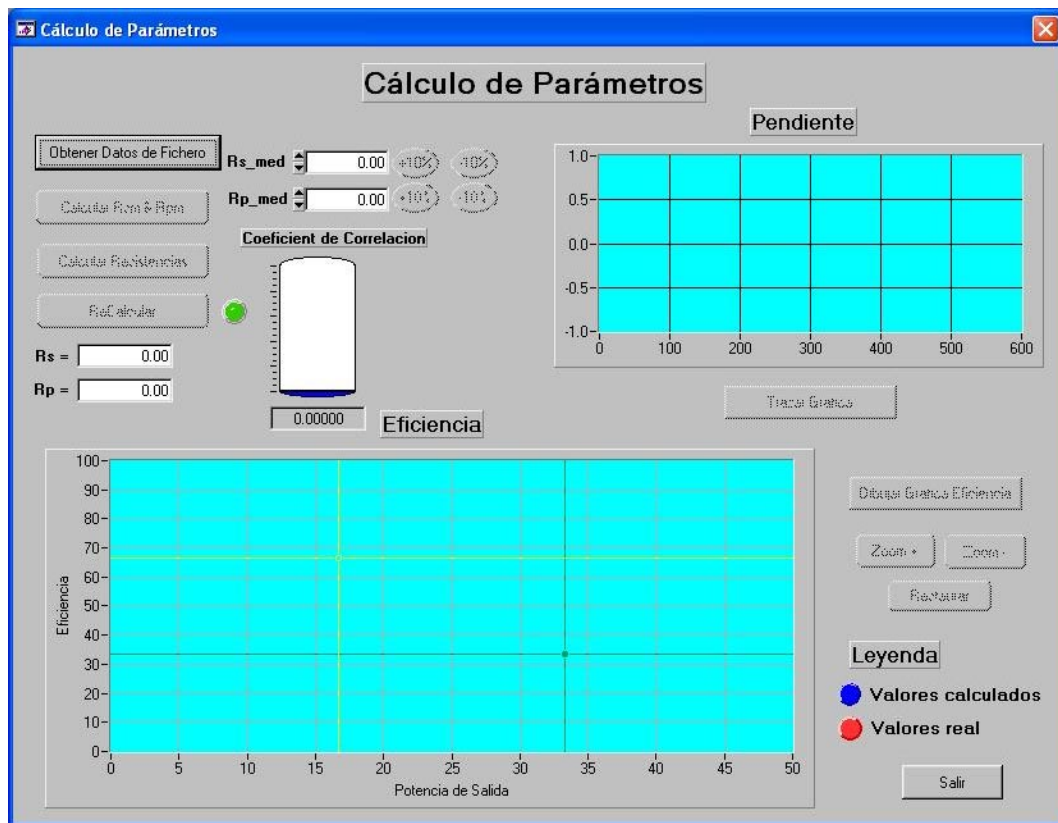 Cálculo de Parámetros
Cálculo de Parámetros
Obtener Datos de Fichero
Rs_med
0.00
+10%
-10%
Calcular Rsm & Rpm
Rp_med
0.00
+10%
-10%
Coeficient de Correlacion
Calcular Resistencias
ReCalcular
Rs =
0.00
Rp =
0.00
0.00000
Pendiente
1.0
0.5
0.0
-0.5
-1.0
0 100 200 300 400 500 600
Trazar Grafica
Eficiencia
100
90
80
70
60
50
40
30
20
10
0
Eficiencia
0 5 10 15 20 25 30 35 40 45 50
Potencia de Salida
Dibujar Grafica Eficiencia
Zoom +
Zoom -
Restaurar
Leyenda
Valores calculados
Valores real
Salir